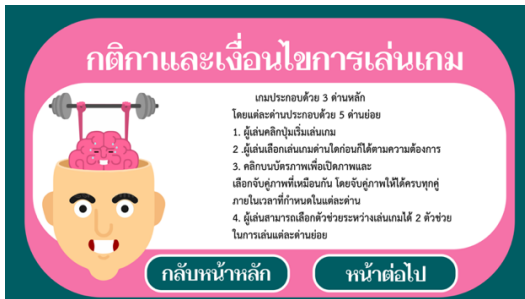 กติกาและเงื่อนไขการเล่นเกม
เกมประกอบด้วย 3 ด่านหลัก
โดยแต่ละด่านประกอบด้วย 5 ด่านย่อย
1. ผู้เล่นคลิกปุ่มเริ่มเล่นเกม
2 .ผู้เล่นเลือกเล่นเกมด่านใดก่อนก็ได้ตามความต้องการ
3. คลิกบนบัตรภาพเพื่อเปิดภาพและ
เลือกจับคู่ภาพที่เหมือนกัน โดยจับคู่ภาพให้ได้ครบทุกคู่
ภายในเวลาที่กำหนดในแต่ละด่าน
4. ผู้เล่นสามารถเลือกตัวช่วยระหว่างเล่นเกมได้ 2 ตัวช่วย
ในการเล่นแต่ละด่านย่อย
กลับหน้าหลัก
หน้าต่อไป